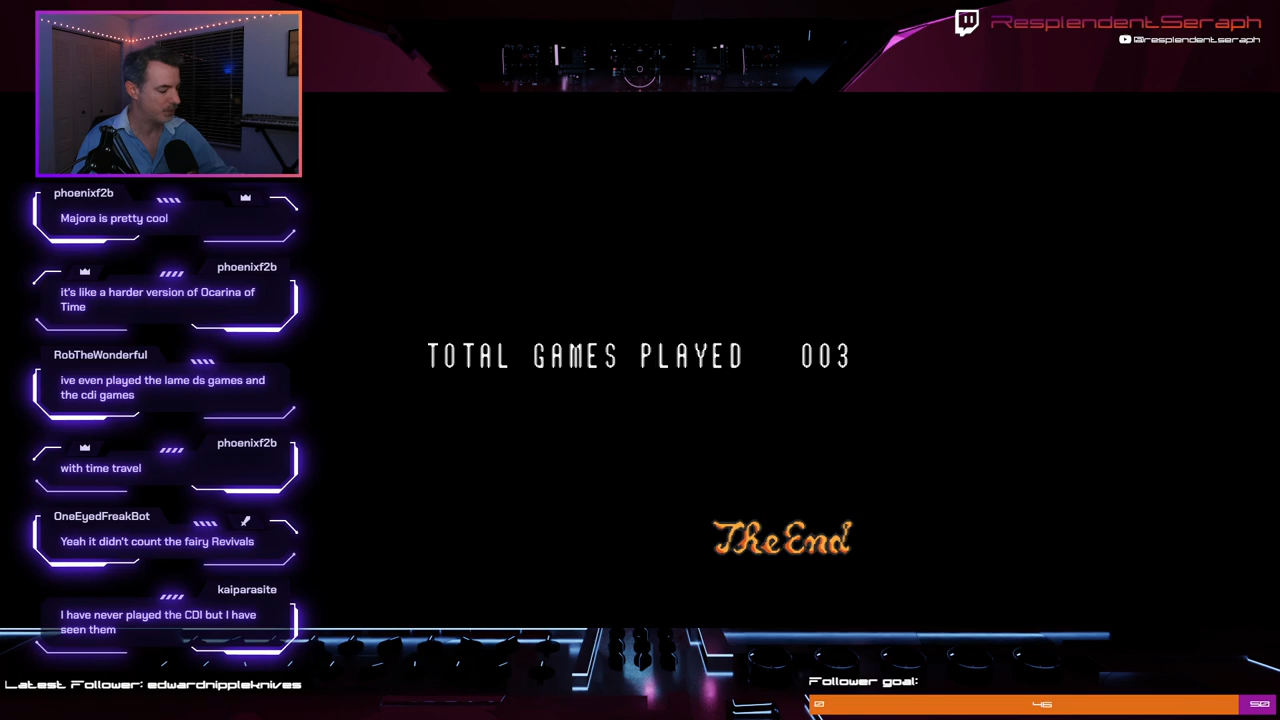 ResplendentSeraph
@resplendentseraph
phoenixf2b
Majora is pretty cool
phoenixf2b
it's like a harder version of Ocarina of
Time
RobTheWonderful
ive even played the lame ds games and
the cdi games
phoenixf2b
with time travel
OneEyedFreakBot
Yeah it didn't count the fairy Revivals
kaiparasite
I have never played the CDI but I have
seen them
TOTAL GAMES PLAYED 003
The End
Latest Follower: edwardnippleknives
Follower goal:
0 46 50